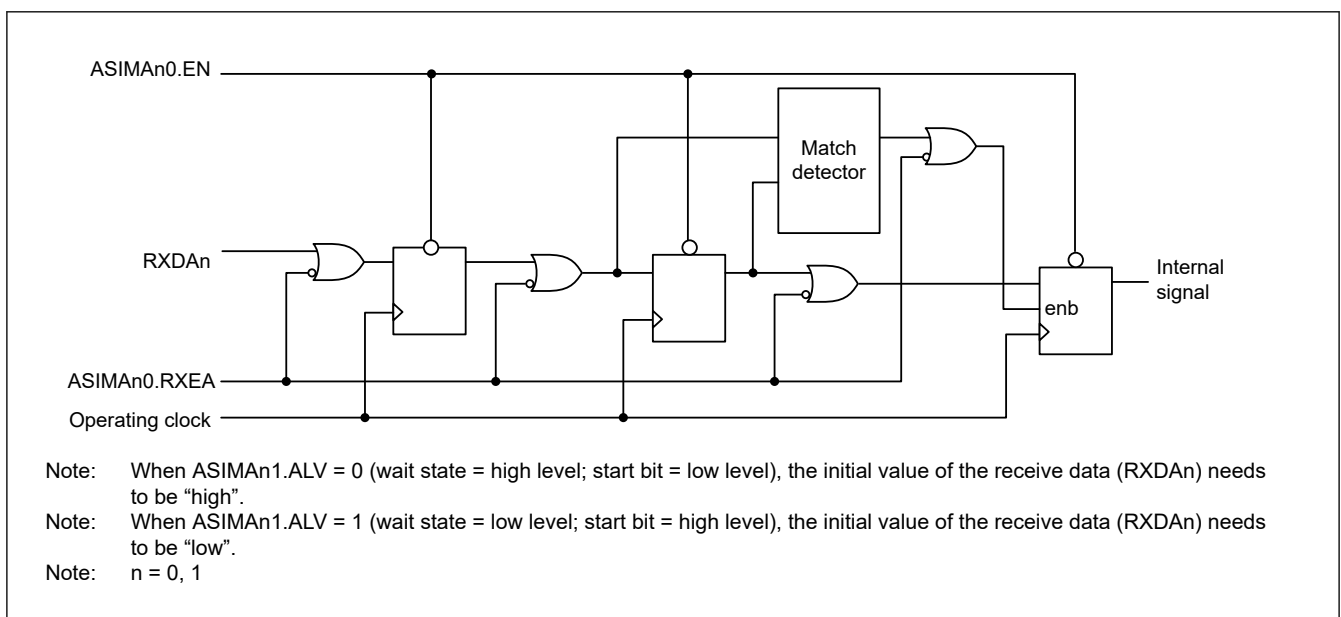 ASIMAn0.EN
Match
detector
RXDAn
Internal
signal
enb
ASIMAn0.RXEA
Operating clock
Note: When ASIMAn1.ALV = 0 (wait state = high level; start bit = low level), the initial value of the receive data (RXDAn) needs
to be “high”.
Note: When ASIMAn1.ALV = 1 (wait state = low level; start bit = high level), the initial value of the receive data (RXDAn) needs
to be “low”.
Note: n = 0, 1